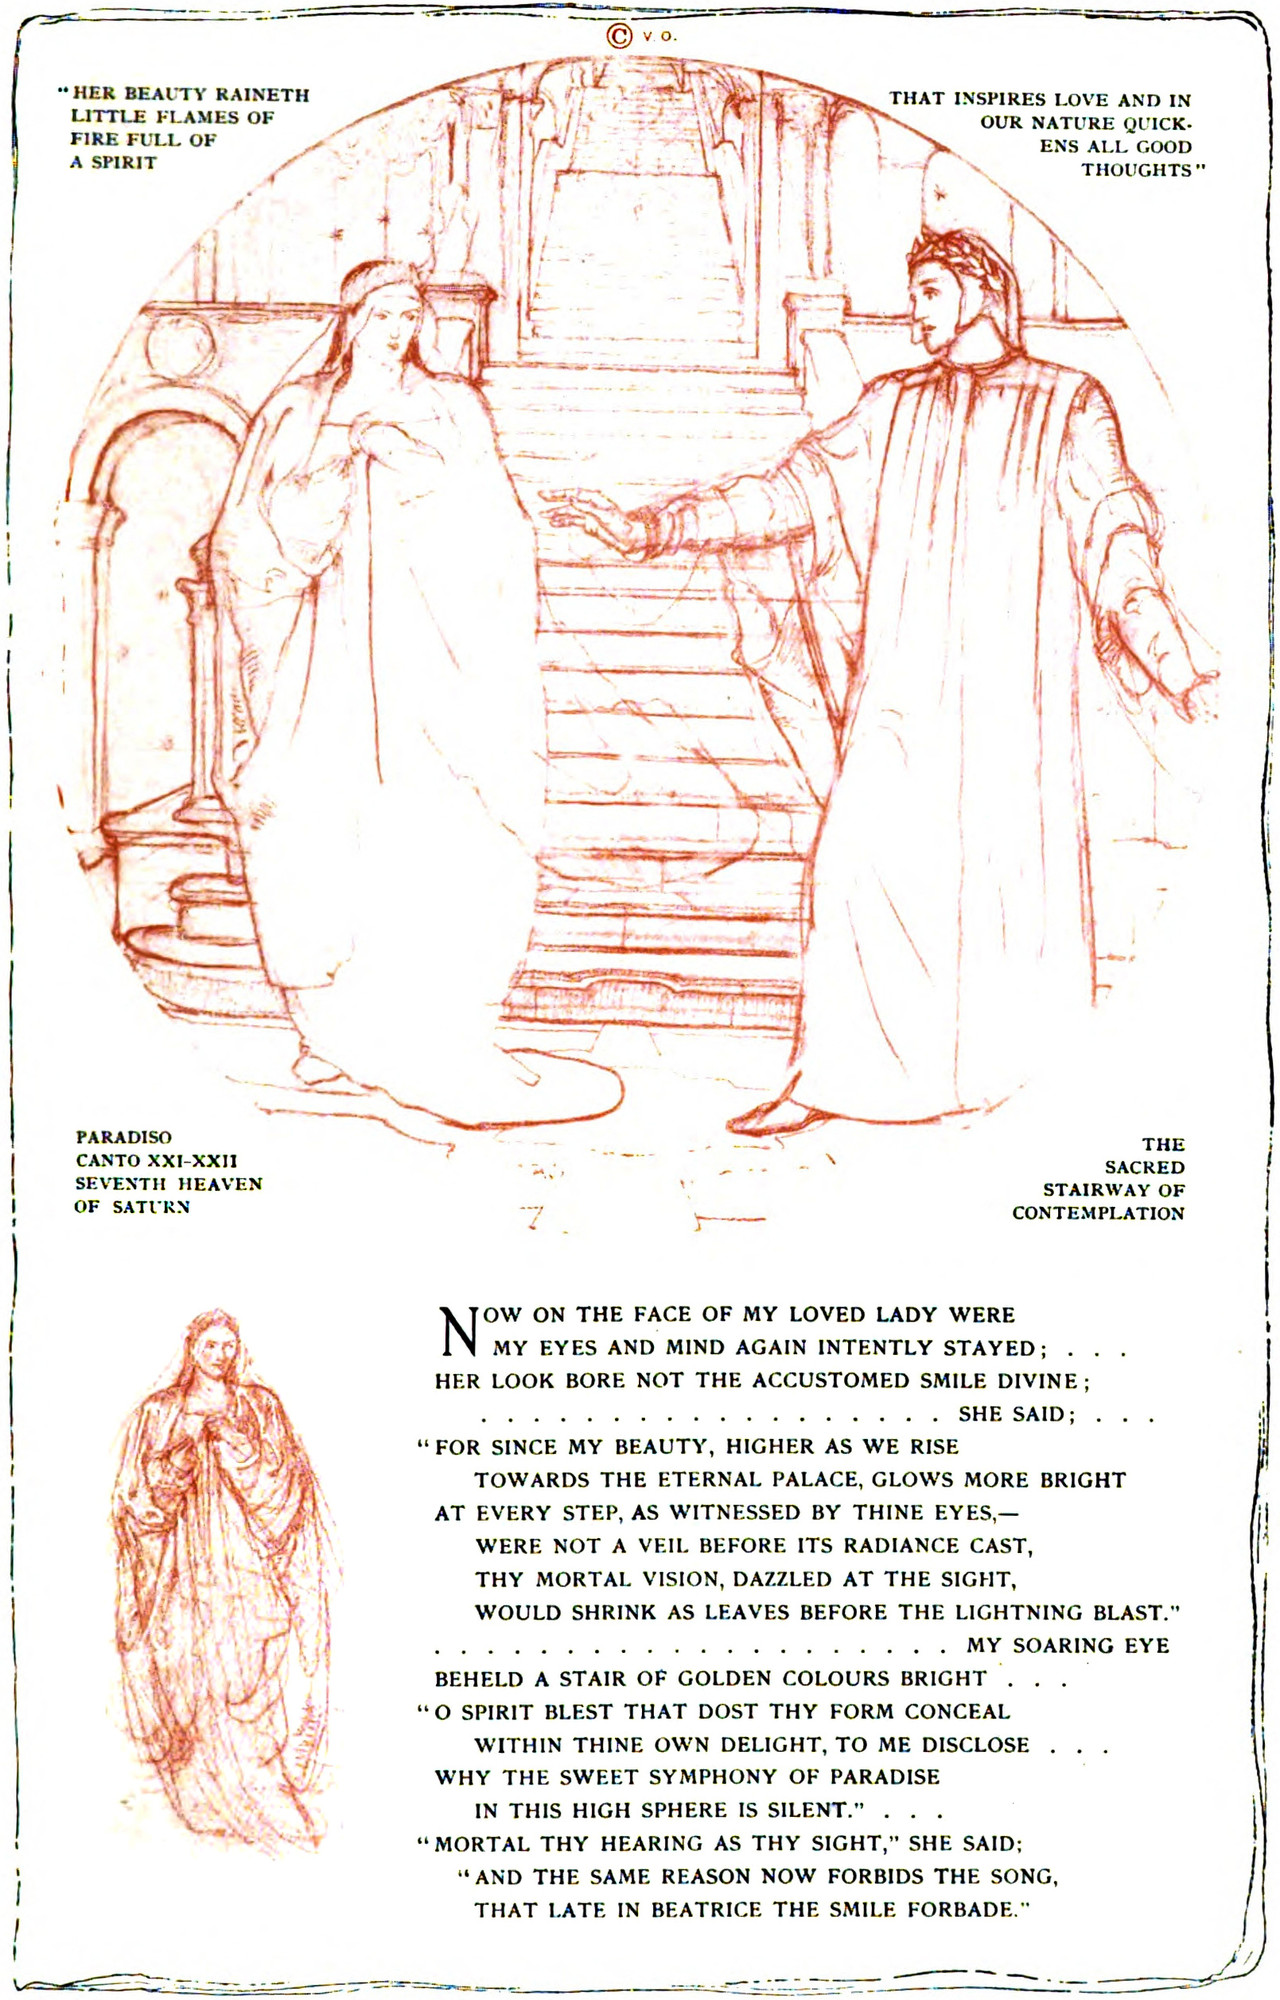 © V. O.
"HER BEAUTY RAINETH
LITTLE FLAMES OF
FIRE FULL OF
A SPIRIT
THAT INSPIRES LOVE AND IN
OUR NATURE QUICK-
ENS ALL GOOD
THOUGHTS"
PARADISO
CANTO XXI-XXII
SEVENTH HEAVEN
OF SATURN
THE
SACRED
STAIRWAY OF
CONTEMPLATION
NOW ON THE FACE OF MY LOVED LADY WERE
MY EYES AND MIND AGAIN INTENTLY STAYED; . . .
HER LOOK BORE NOT THE ACCUSTOMED SMILE DIVINE;
. . . . . . . . . . . . . . . . . . SHE SAID; . . .
"FOR SINCE MY BEAUTY, HIGHER AS WE RISE
TOWARDS THE ETERNAL PALACE, GLOWS MORE BRIGHT
AT EVERY STEP, AS WITNESSED BY THINE EYES,—
WERE NOT A VEIL BEFORE ITS RADIANCE CAST,
THY MORTAL VISION, DAZZLED AT THE SIGHT,
WOULD SHRINK AS LEAVES BEFORE THE LIGHTNING BLAST."
. . . . . . . . . . . . . . . . . . . . MY SOARING EYE
BEHELD A STAIR OF GOLDEN COLOURS BRIGHT . . .
"O SPIRIT BLEST THAT DOST THY FORM CONCEAL
WITHIN THINE OWN DELIGHT, TO ME DISCLOSE . . .
WHY THE SWEET SYMPHONY OF PARADISE
IN THIS HIGH SPHERE IS SILENT." . . .
"MORTAL THY HEARING AS THY SIGHT," SHE SAID;
"AND THE SAME REASON NOW FORBIDS THE SONG,
THAT LATE IN BEATRICE THE SMILE FORBADE."